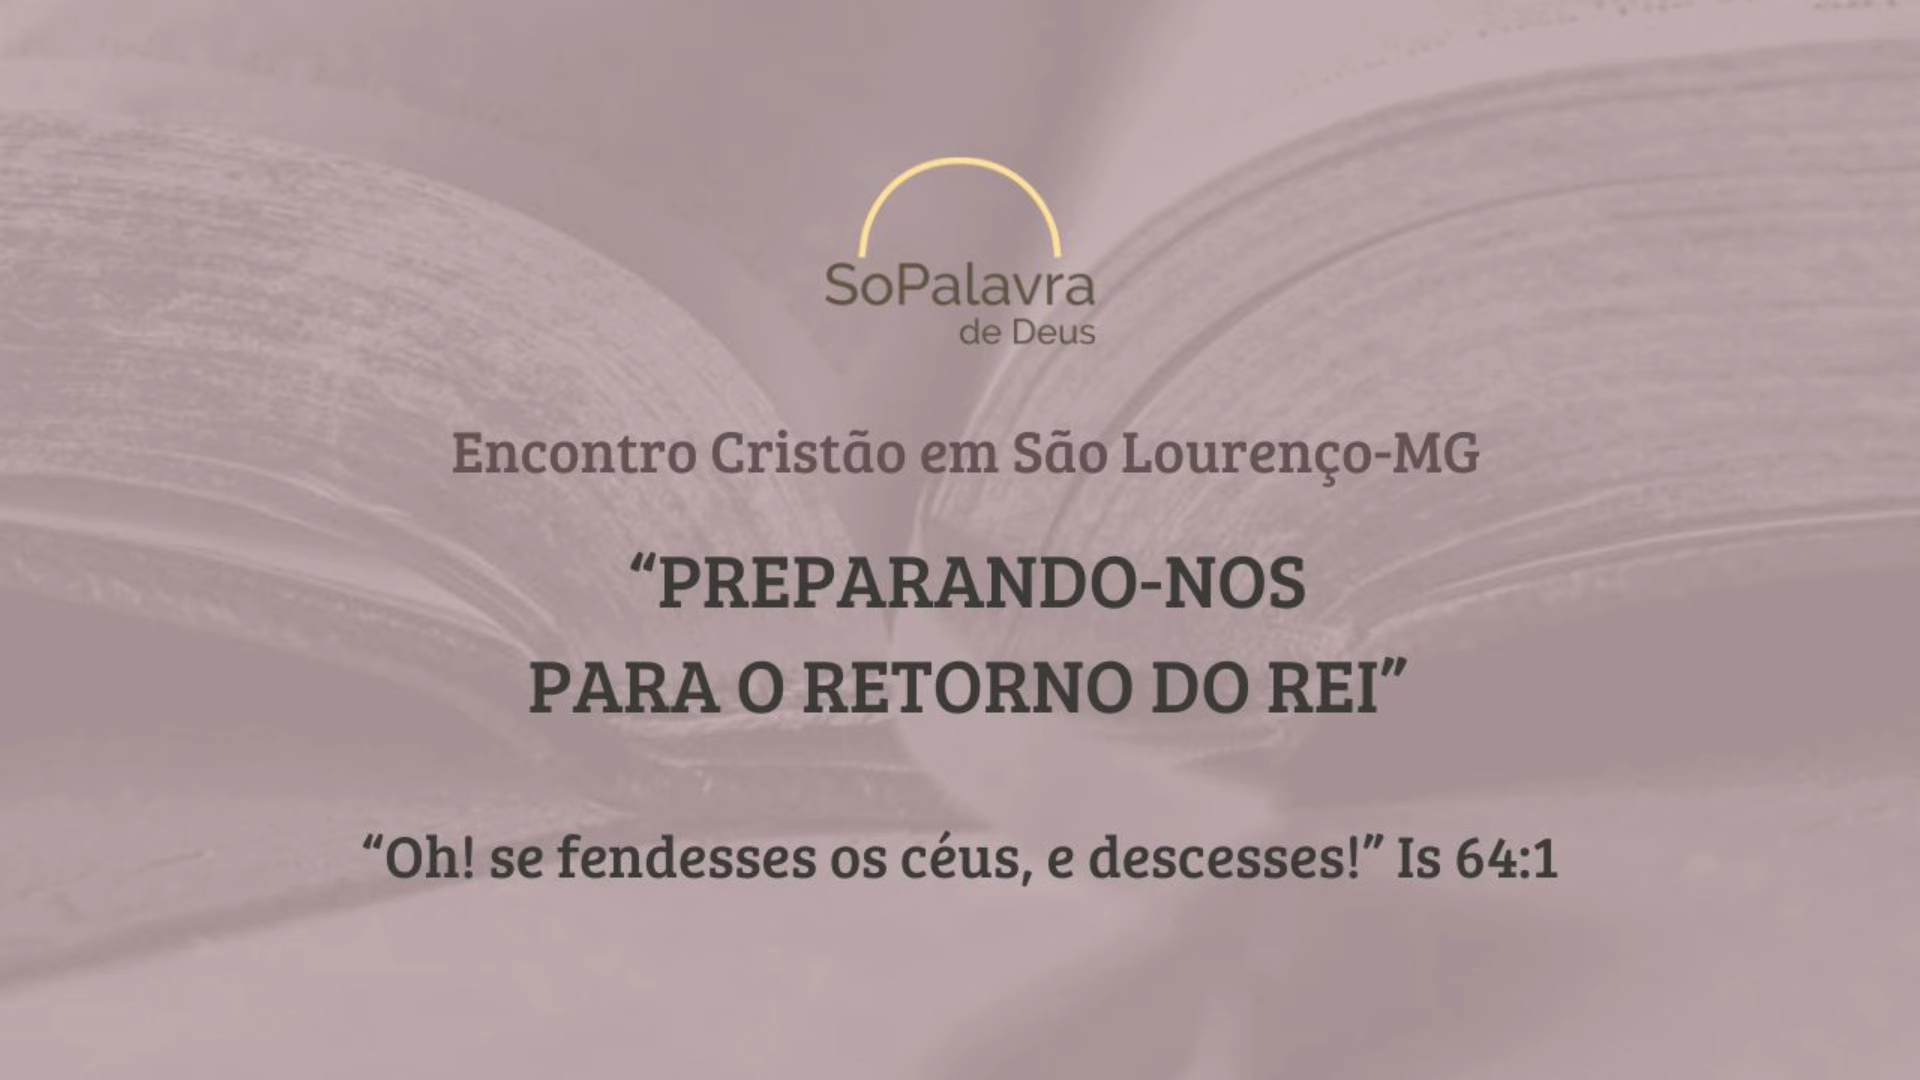 SoPalavra
de Deus
Encontro Cristão em São Lourenço-MG
“PREPARANDO-NOS
PARA O RETORNO DO REI”
“Oh! se fendesses os céus, e descesses!” Is 64:1